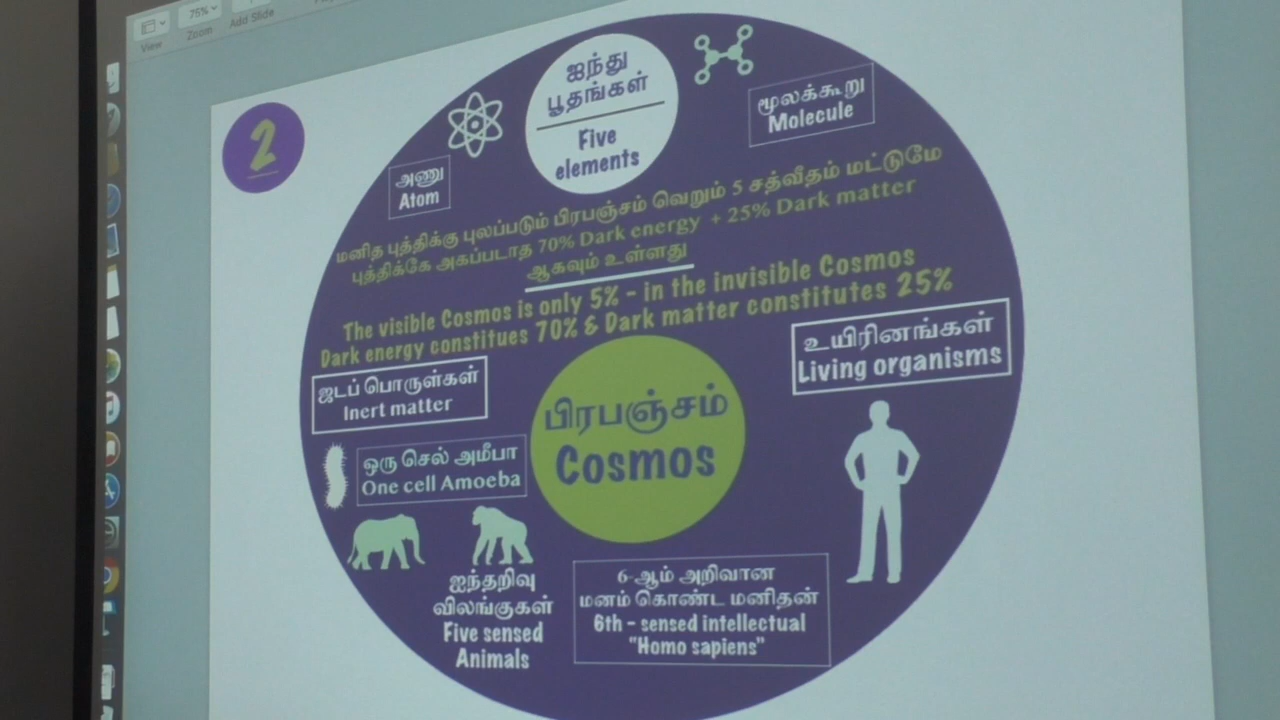 75%
View
Zoom
Add Slide
2
ஐந்து
பூதங்கள்
Five
elements
மூலக்கூறு
Molecule
அணு
Atom
மனித புத்திக்கு புலப்படும் பிரபஞ்சம் வெறும் 5 சத்வீதம் மட்டுமே
புத்திக்கே அகப்படாத 70% Dark energy + 25% Dark matter
ஆகவும் உள்ளது
The visible Cosmos is only 5% - in the invisible Cosmos
Dark energy constitues 70% & Dark matter constitutes 25%
உயிரினங்கள்
Living organisms
ஜடப் பொருள்கள்
Inert matter
பிரபஞ்சம்
Cosmos
ஒரு செல் அமீபா
One cell Amoeba
ஐந்தறிவு
விலங்குகள்
Five sensed
Animals
6-ஆம் அறிவான
மனம் கொண்ட மனிதன்
6th - sensed intellectual
"Homo sapiens"